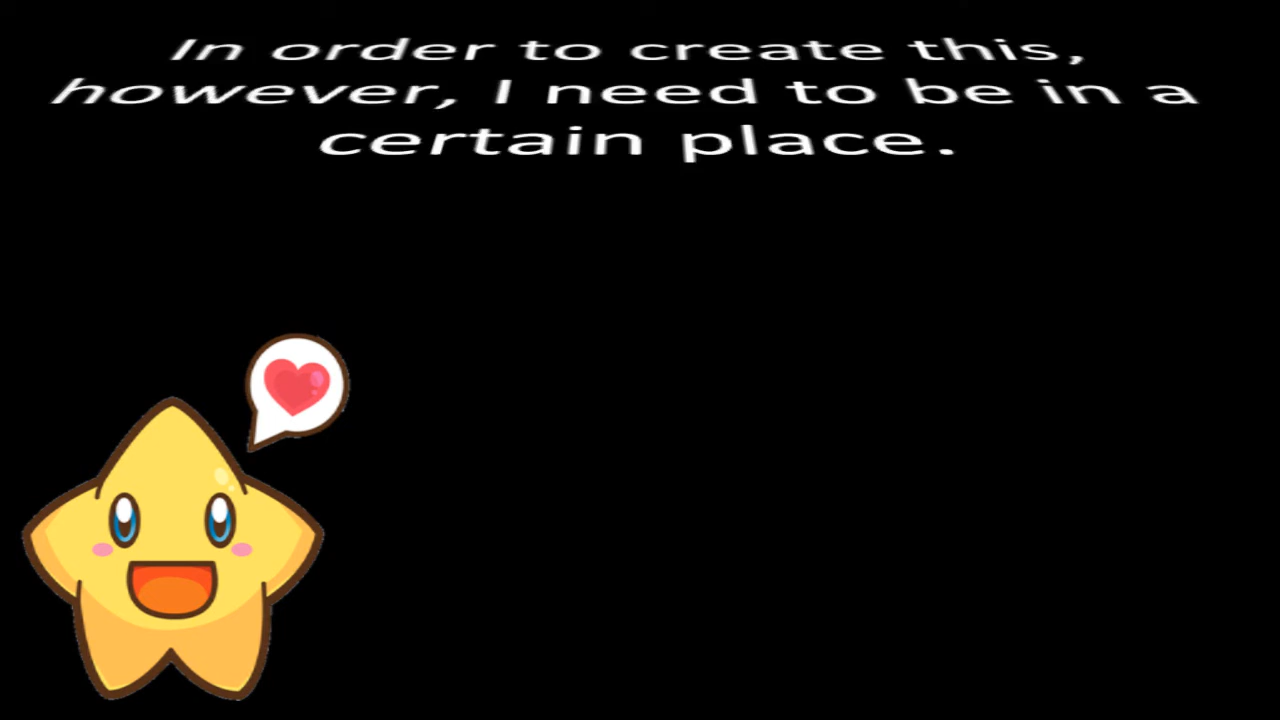 In order to create this,
however, I need to be in a
certain place.